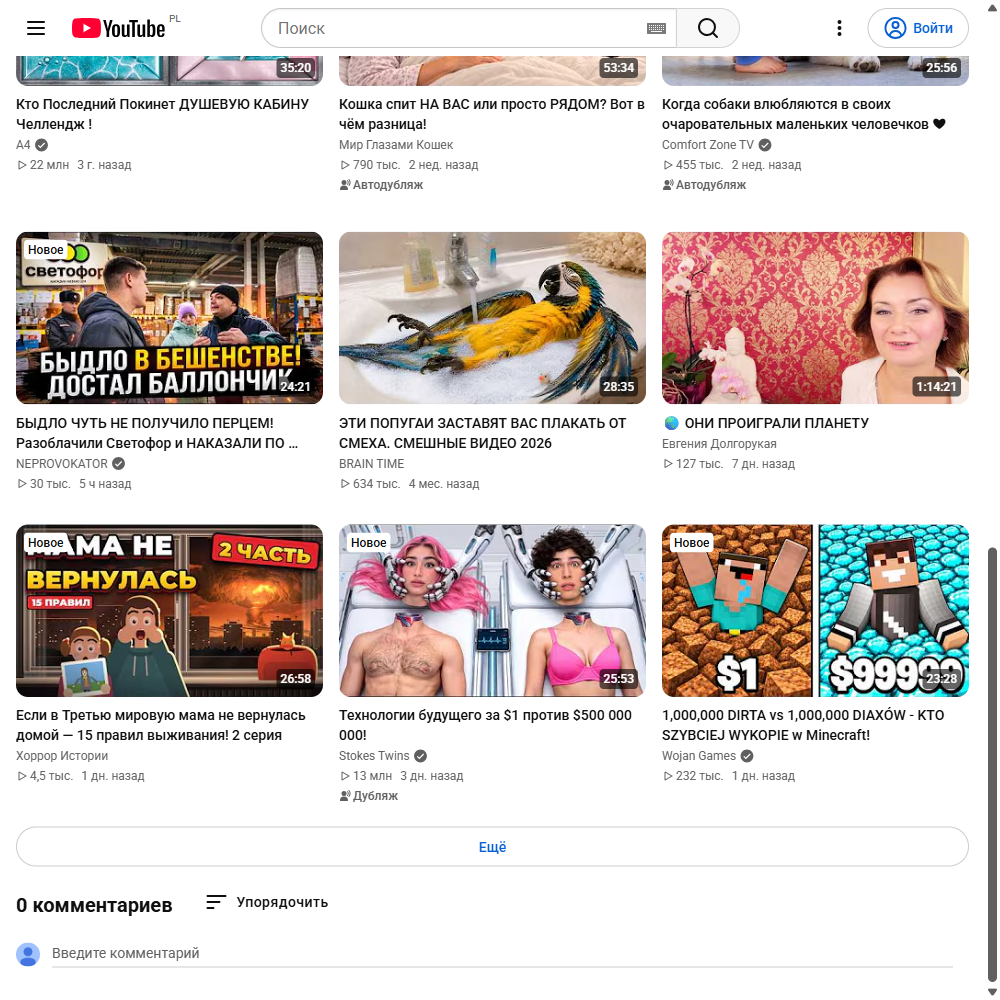 YouTube PL
Поиск
Войти
35:20
53:34
25:56
Кто Последний Покинет ДУШЕВУЮ КАБИНУ
Челлендж !
A4
22 млн 3 г. назад
Кошка спит НА ВАС или просто РЯДОМ? Вот в
чём разница!
Мир Глазами Кошек
790 тыс. 2 нед. назад
Автодубляж
Когда собаки влюбляются в своих
очаровательных маленьких человечков 🖤
Comfort Zone TV
455 тыс. 2 нед. назад
Автодубляж
Новое
светофор
БЫДЛО В БЕШЕНСТВЕ!
ДОСТАЛ БАЛЛОНЧИК
24:21
28:35
1:14:21
БЫДЛО ЧУТЬ НЕ ПОЛУЧИЛО ПЕРЦЕМ!
Разоблачили Светофор и НАКАЗАЛИ ПО ...
NEPROVOKATOR
30 тыс. 5 ч назад
ЭТИ ПОПУГАИ ЗАСТАВЯТ ВАС ПЛАКАТЬ ОТ
СМЕХА. СМЕШНЫЕ ВИДЕО 2026
BRAIN TIME
634 тыс. 4 мес. назад
🌏 ОНИ ПРОИГРАЛИ ПЛАНЕТУ
Евгения Долгорукая
127 тыс. 7 дн. назад
Новое
МАМА НЕ
ВЕРНУЛАСЬ
2 ЧАСТЬ
15 ПРАВИЛ
26:58
Новое
25:53
Новое
$1
$99999
23:28
Если в Третью мировую мама не вернулась
домой — 15 правил выживания! 2 серия
Хоррор Истории
4,5 тыс. 1 дн. назад
Технологии будущего за $1 против $500 000
000!
Stokes Twins
13 млн 3 дн. назад
Дубляж
1,000,000 DIRTA vs 1,000,000 DIAXÓW - KTO
SZYBCIEJ WYKOPIE w Minecraft!
Wojan Games
232 тыс. 1 дн. назад
Ещё
0 комментариев
Упорядочить
Введите комментарий